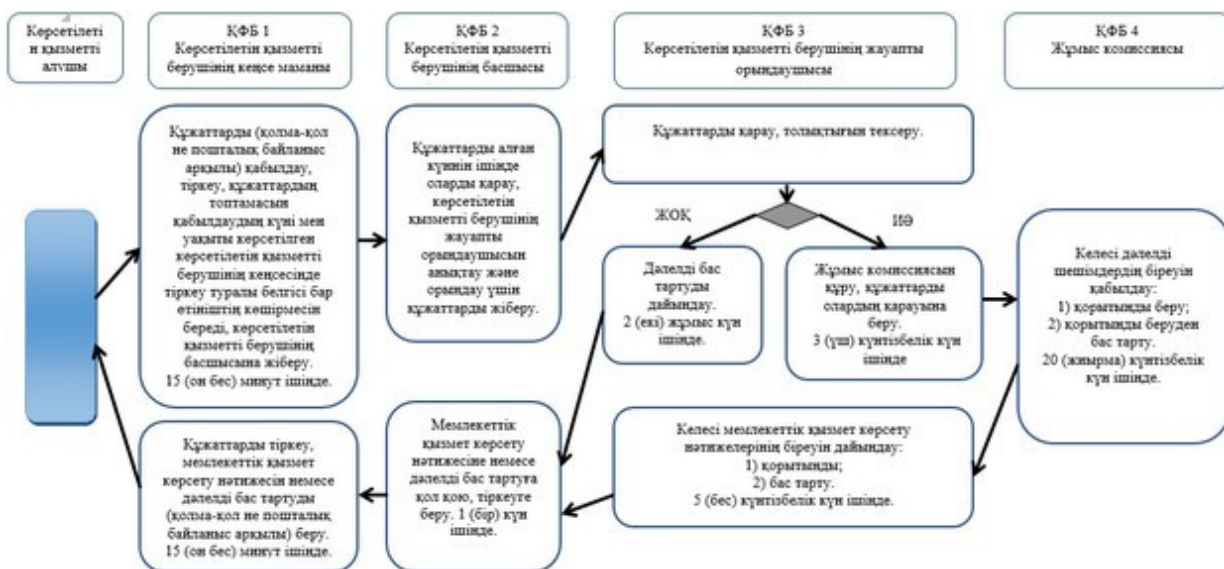 Көрсетілеті
н қызметті
алушы
ҚФБ 1
Көрсетілетін қызметті
берушінің кеңсе маманы
ҚФБ 2
Көрсетілетін қызметті
берушінің басшысы
ҚФБ 3
Көрсетілетін қызметті берушінің жауапты
орындаушысы
ҚФБ 4
Жұмыс комиссиясы
Құжаттарды (қолма-қол
не пошталық байланыс
арқылы) қабылдау,
тіркеу, құжаттардың
топтамасын
қабылдаудың күні мен
уақыты көрсетілген
көрсетілетін қызметті
берушінің кеңсесінде
тіркеу туралы белгісі бар
өтініштің көшірмесін
береді, көрсетілетін
қызметті берушінің
басшысына жіберу.
15 (он бес) минут ішінде.
Құжаттарды алған
күннін ішінде
оларды қарау,
көрсетілетін
қызметті берушінің
жауапты
орындаушысын
анықтау және
орындау үшін
құжаттарды жіберу.
Құжаттарды қарау, толықтығын тексеру.
ЖОҚ
ИӘ
Дәлелді бас
тартуды
дайындау.
2 (екі) жұмыс күн
ішінде.
Жұмыс комиссиясын
құру, құжаттарды
олардың қарауына
беру.
3 (үш) күнтізбелік күн
ішінде
Келесі дәлелді
шешімдердің біреуін
қабылдау:
1) қорытынды беру;
2) қорытынды беруден
бас тарту.
20 (жиырма) күнтізбелік
күн ішінде.
Құжаттарды тіркеу,
мемлекеттік қызмет
көрсету нәтижесін немесе
дәлелді бас тартуды
(қолма-қол не пошталық
байланыс арқылы) беру.
15 (он бес) минут ішінде.
Мемлекеттік
қызмет көрсету
нәтижесіне немесе
дәлелді бас тартуға
қол қою, тіркеуге
беру. 1 (бір) күн
ішінде.
Келесі мемлекеттік қызмет көрсету
нәтижелерінің біреуін дайындау:
1) қорытынды;
2) бас тарту.
5 (бес) күнтізбелік күн ішінде.